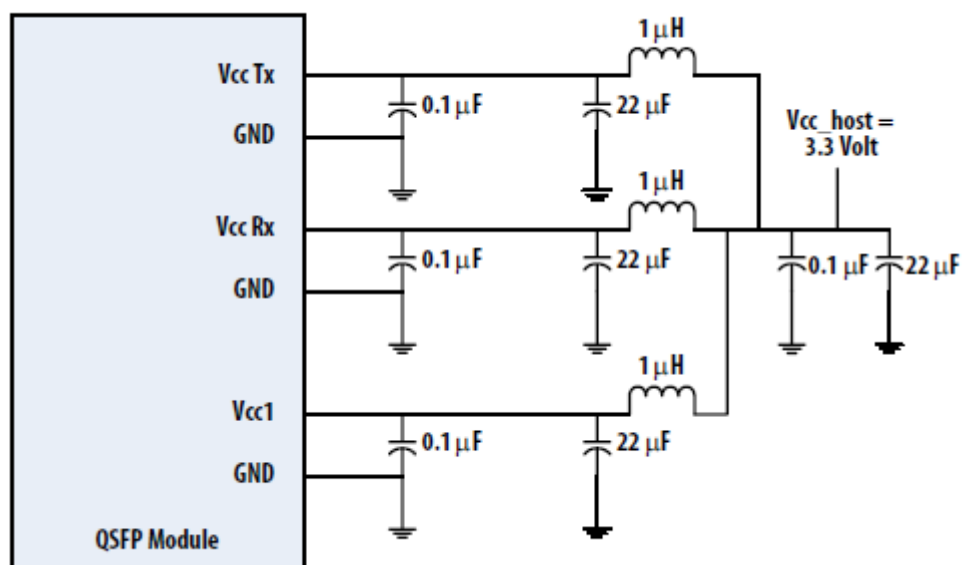 1 μH
Vcc Tx
0.1 μF
22 μF
GND
Vcc_host =
3.3 Volt
1 μH
Vcc Rx
0.1 μF
22 μF
0.1 μF
22 μF
GND
1 μH
Vcc1
0.1 μF
22 μF
GND
QSFP Module